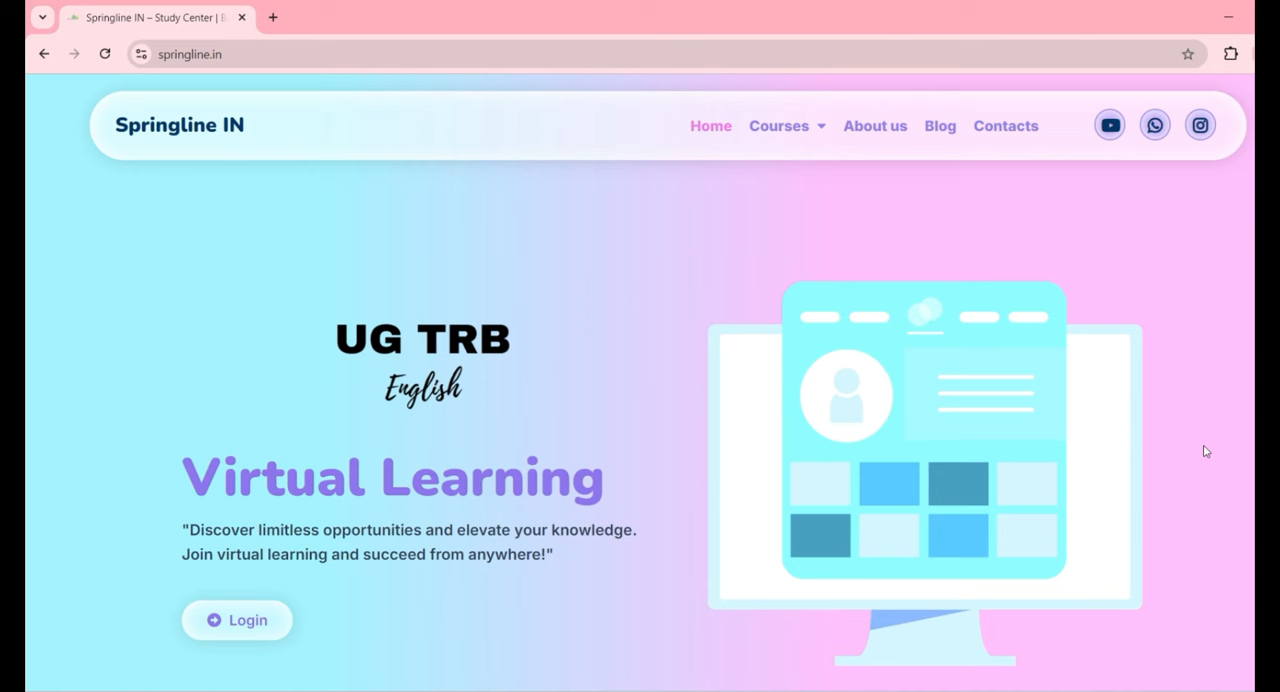 Springline IN – Study Center |
springline.in
Springline IN
Home
Courses
About us
Blog
Contacts
UG TRB
English
Virtual Learning
"Discover limitless opportunities and elevate your knowledge.
Join virtual learning and succeed from anywhere!"
Login